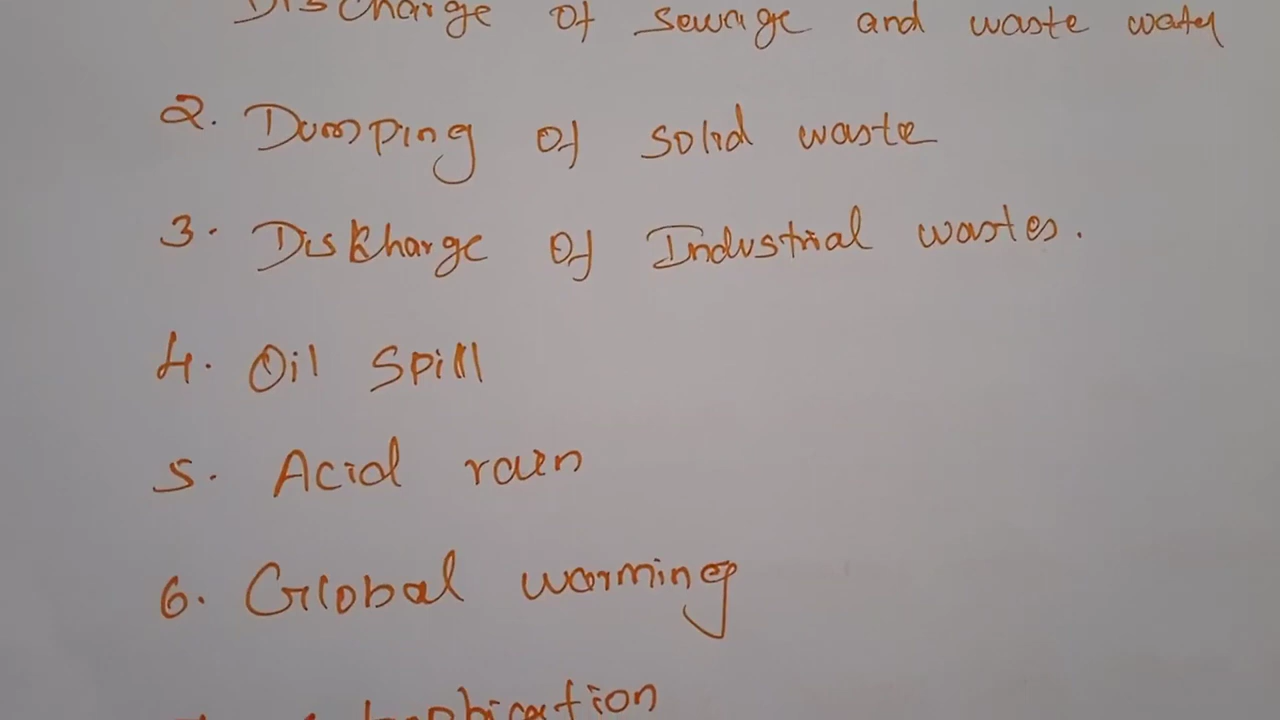 Discharge of sewage and waste water
2. Dumping of solid waste
3. Discharge of Industrial wastes.
4. Oil spill
5. Acid rain
6. Global warming